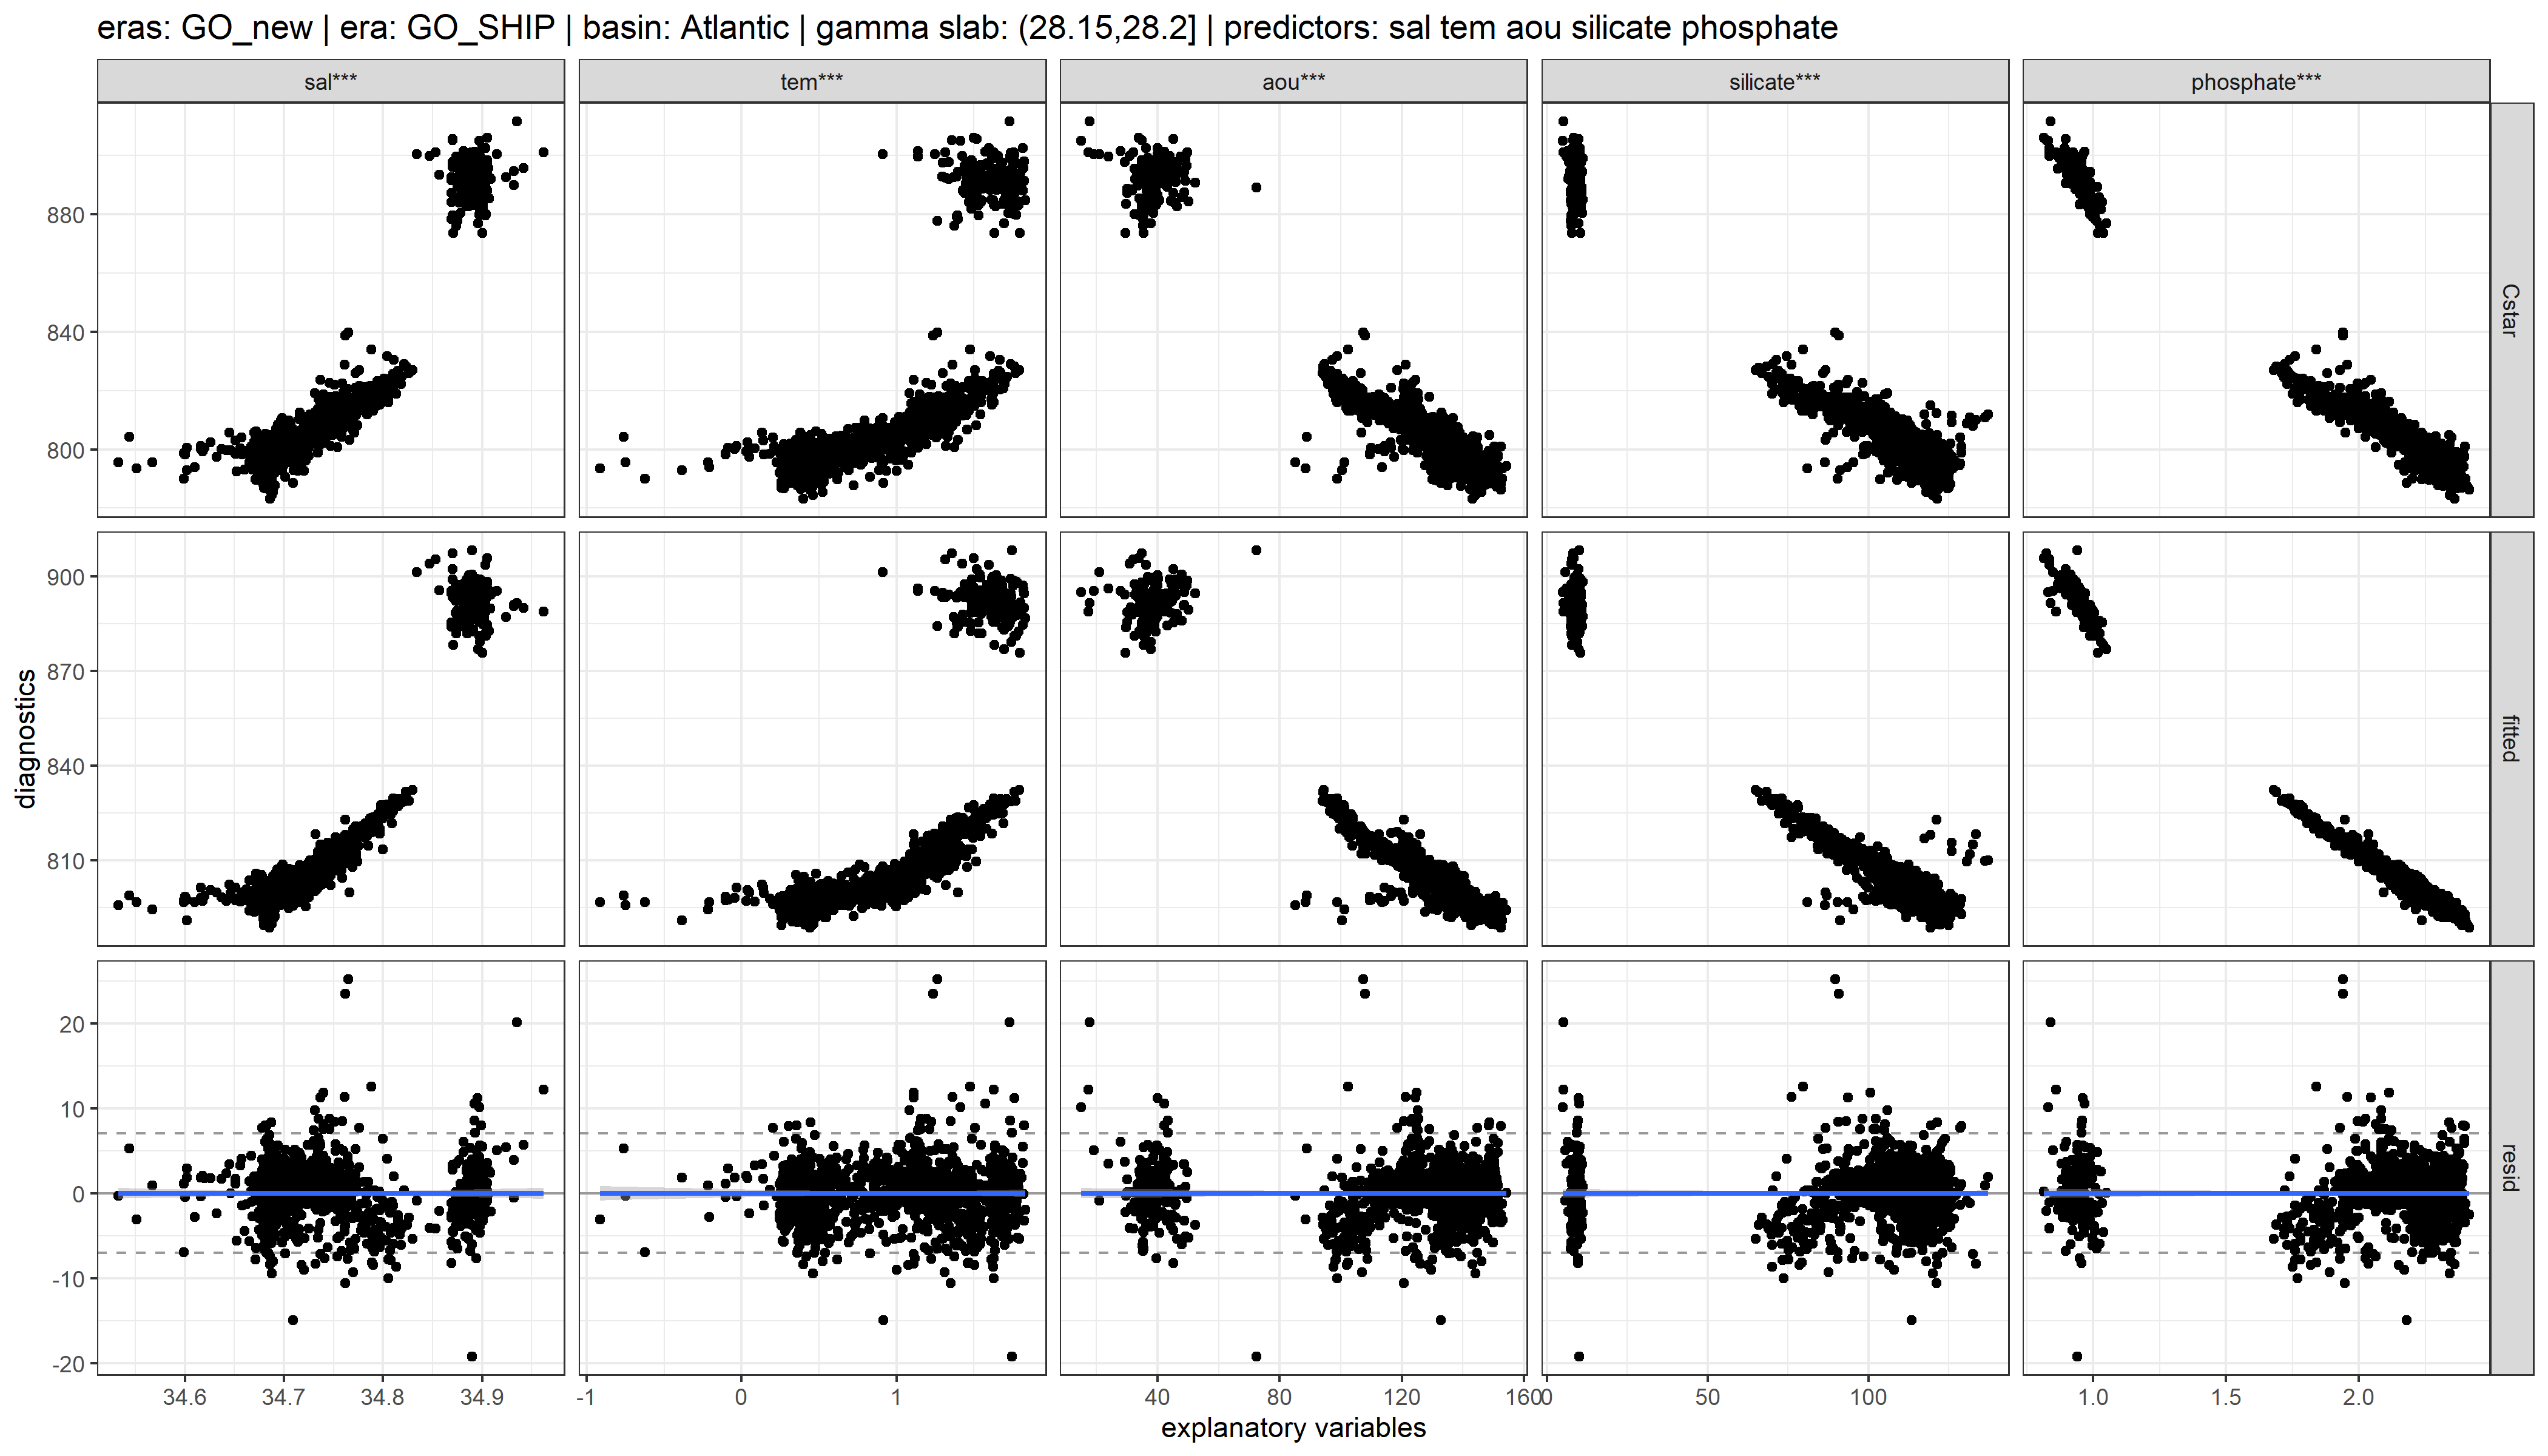 eras: GO_new | era: GO_SHIP | basin: Atlantic | gamma slab: (28.15,28.2] | predictors: sal tem aou silicate phosphate
sal*** tem*** aou*** silicate*** phosphate***
880
840
800
Cstar
900
870
840
810
fitted
diagnostics
20
10
0
-10
-20
resid
34.6 34.7 34.8 34.9 -1 0 1 40 80 120 160 0 50 100 1.0 1.5 2.0
explanatory variables